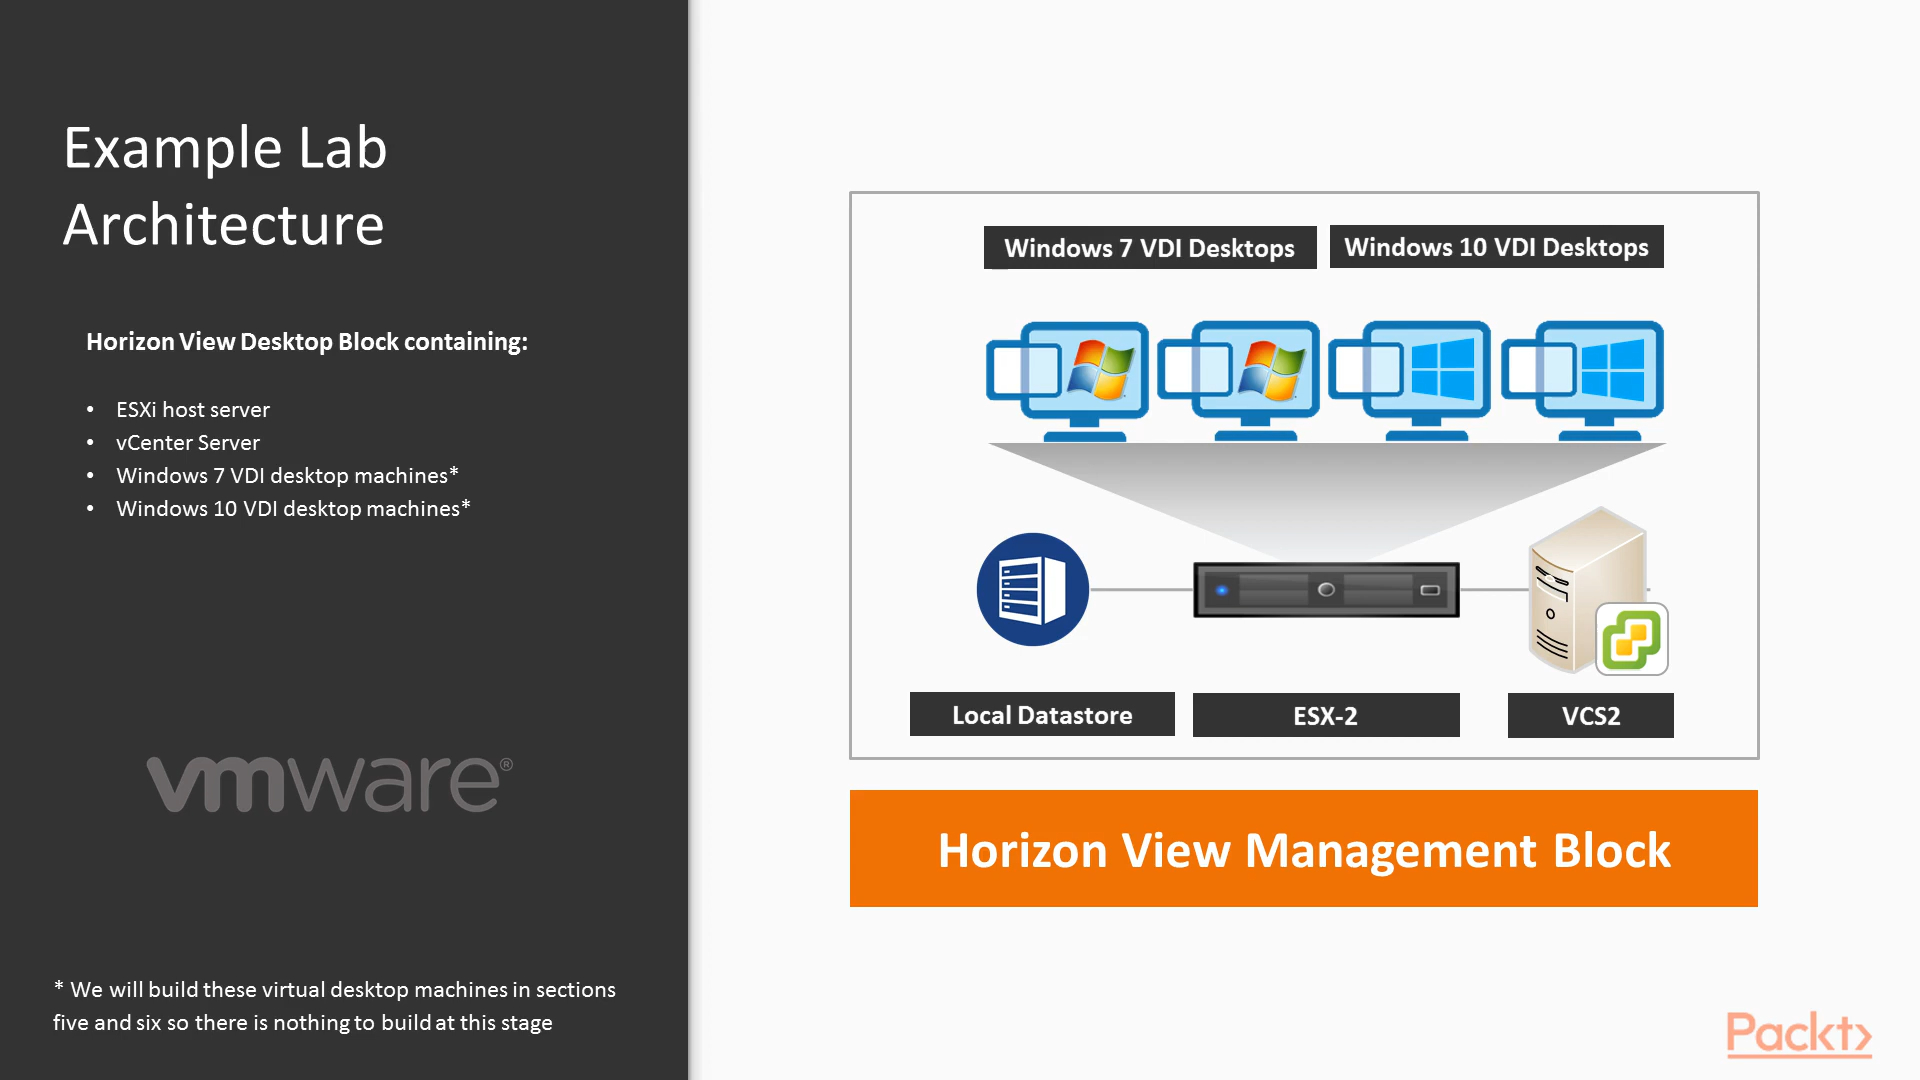 Example Lab
Architecture
Horizon View Desktop Block containing:
• ESXi host server
• vCenter Server
• Windows 7 VDI desktop machines*
• Windows 10 VDI desktop machines*
vmware®
* We will build these virtual desktop machines in sections
five and six so there is nothing to build at this stage
Windows 7 VDI Desktops
Windows 10 VDI Desktops
Local Datastore
ESX-2
VCS2
Horizon View Management Block
Packt>